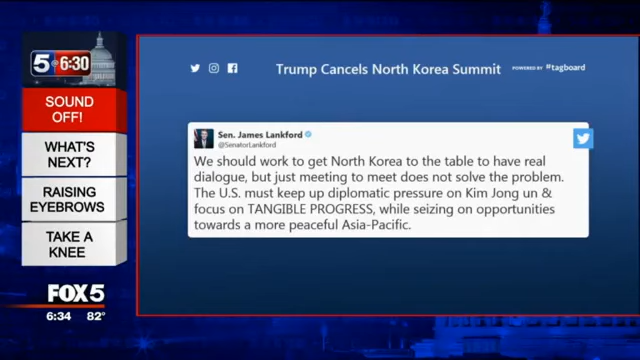 5@6:30
SOUND
OFF!
WHAT'S
NEXT?
RAISING
EYEBROWS
TAKE A
KNEE
FOX 5
6:34 82°
Trump Cancels North Korea Summit POWERED BY #tagboard
Sen. James Lankford
@SenatorLankford
We should work to get North Korea to the table to have real
dialogue, but just meeting to meet does not solve the problem.
The U.S. must keep up diplomatic pressure on Kim Jong un &
focus on TANGIBLE PROGRESS, while seizing on opportunities
towards a more peaceful Asia-Pacific.